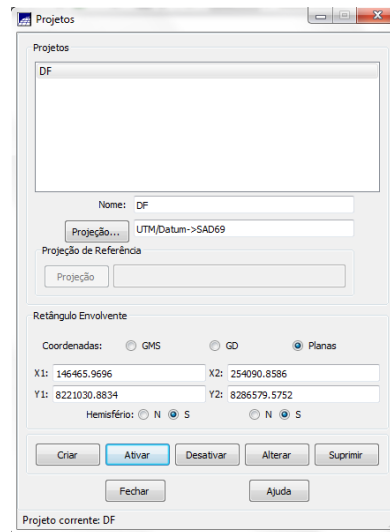 Projetos
Projetos
DF
Nome: DF
Projeção... UTM/Datum->SAD69
Projeção de Referência
Projeção
Retângulo Envolvente
Coordenadas: GMS GD Planas
X1: 146465.9696 X2: 254090.8586
Y1: 8221030.8834 Y2: 8286579.5752
Hemisfério: N S N S
Criar Ativar Desativar Alterar Suprimir
Fechar Ajuda
Projeto corrente: DF